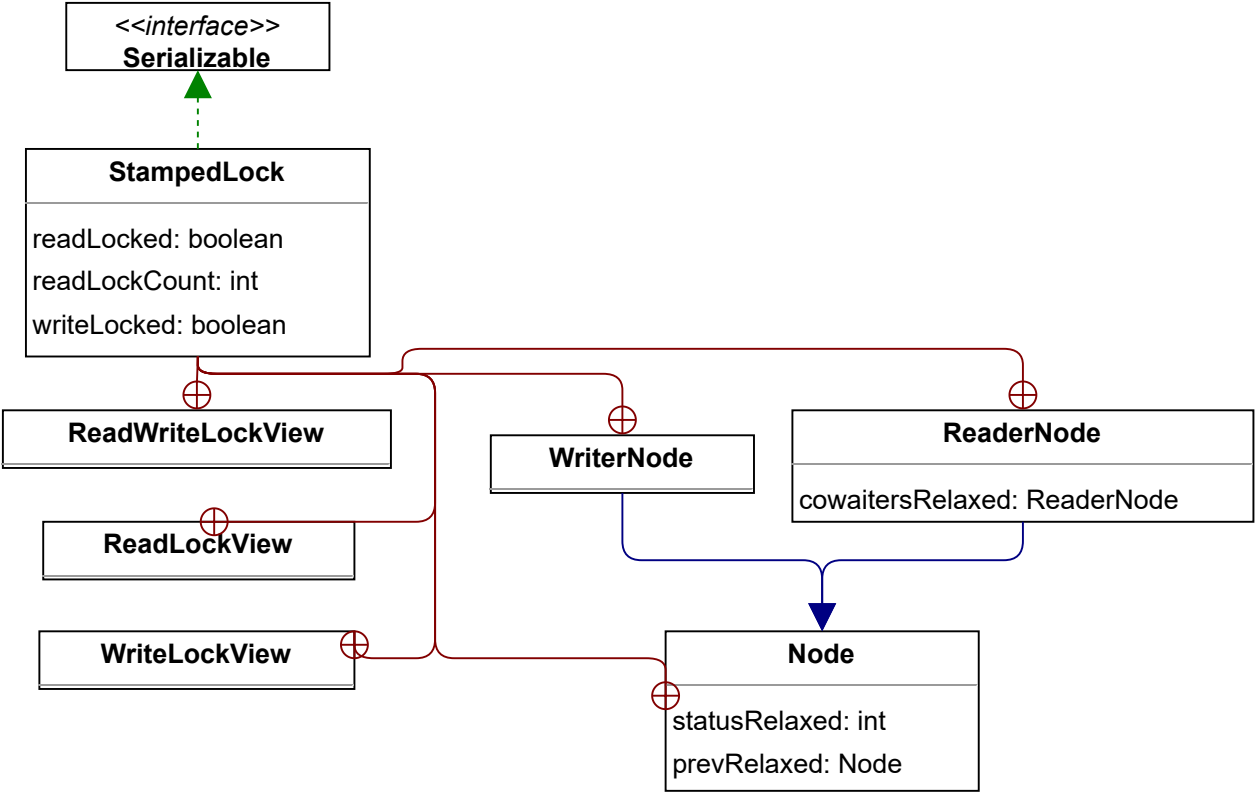 <<interface>>
Serializable
StampedLock
readLocked: boolean
readLockCount: int
writeLocked: boolean
ReadWriteLockView
WriterNode
ReaderNode
cowaitersRelaxed: ReaderNode
ReadLockView
WriteLockView
Node
statusRelaxed: int
prevRelaxed: Node